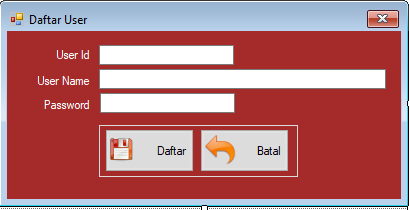 Daftar User
User Id
User Name
Password
Daftar
Batal